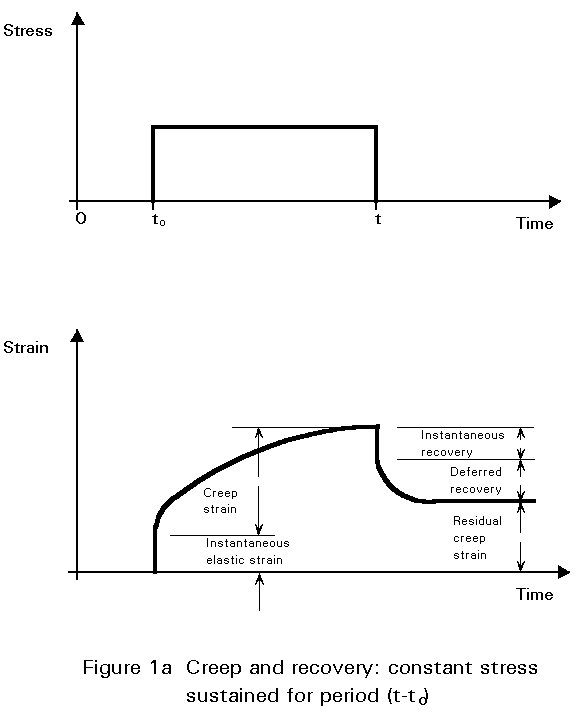 Stress
O
t₀
t
Time
Strain
Instantaneous
recovery
Deferred
recovery
Creep
strain
Residual
creep
strain
Instantaneous
elastic strain
Time
Figure 1a Creep and recovery: constant stress
sustained for period (t-t₀)